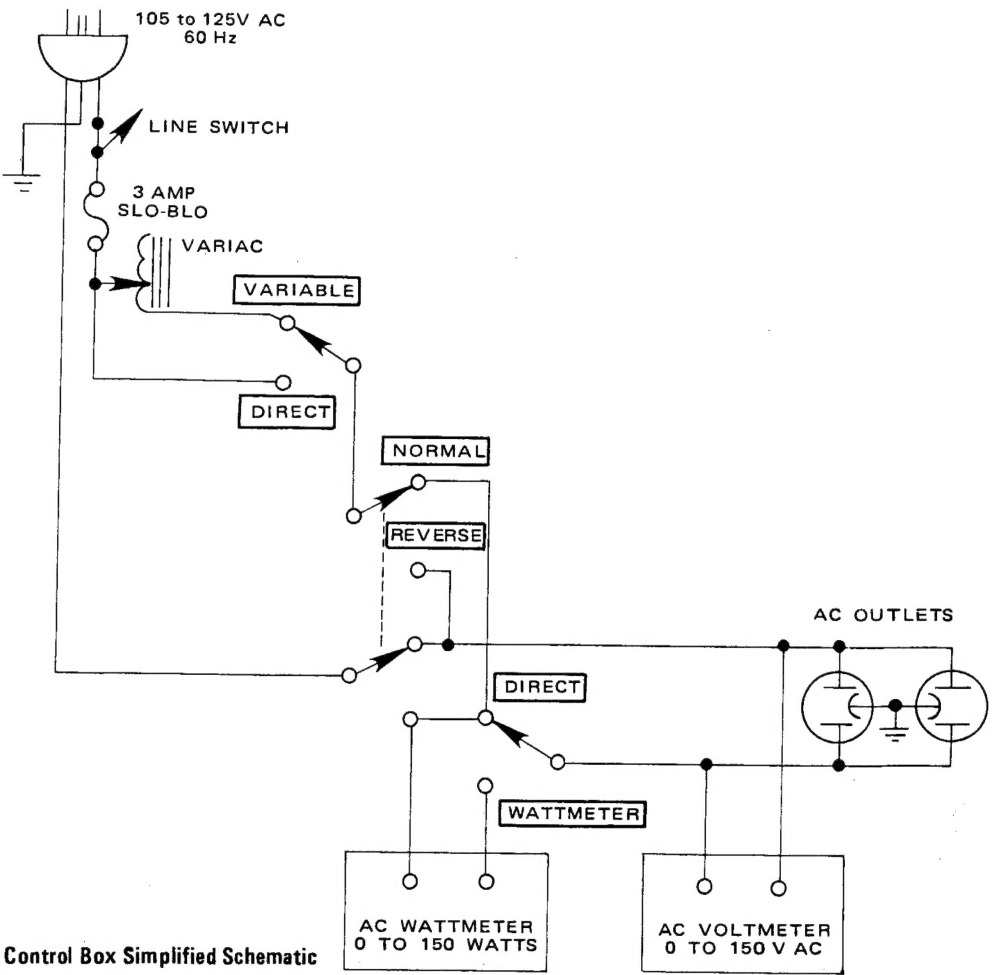 105 to 125V AC
60 Hz
LINE SWITCH
3 AMP
SLO-BLO
VARIAC
VARIABLE
DIRECT
NORMAL
REVERSE
AC OUTLETS
DIRECT
WATTMETER
AC WATTMETER
0 TO 150 WATTS
AC VOLTMETER
0 TO 150 V AC
Control Box Simplified Schematic